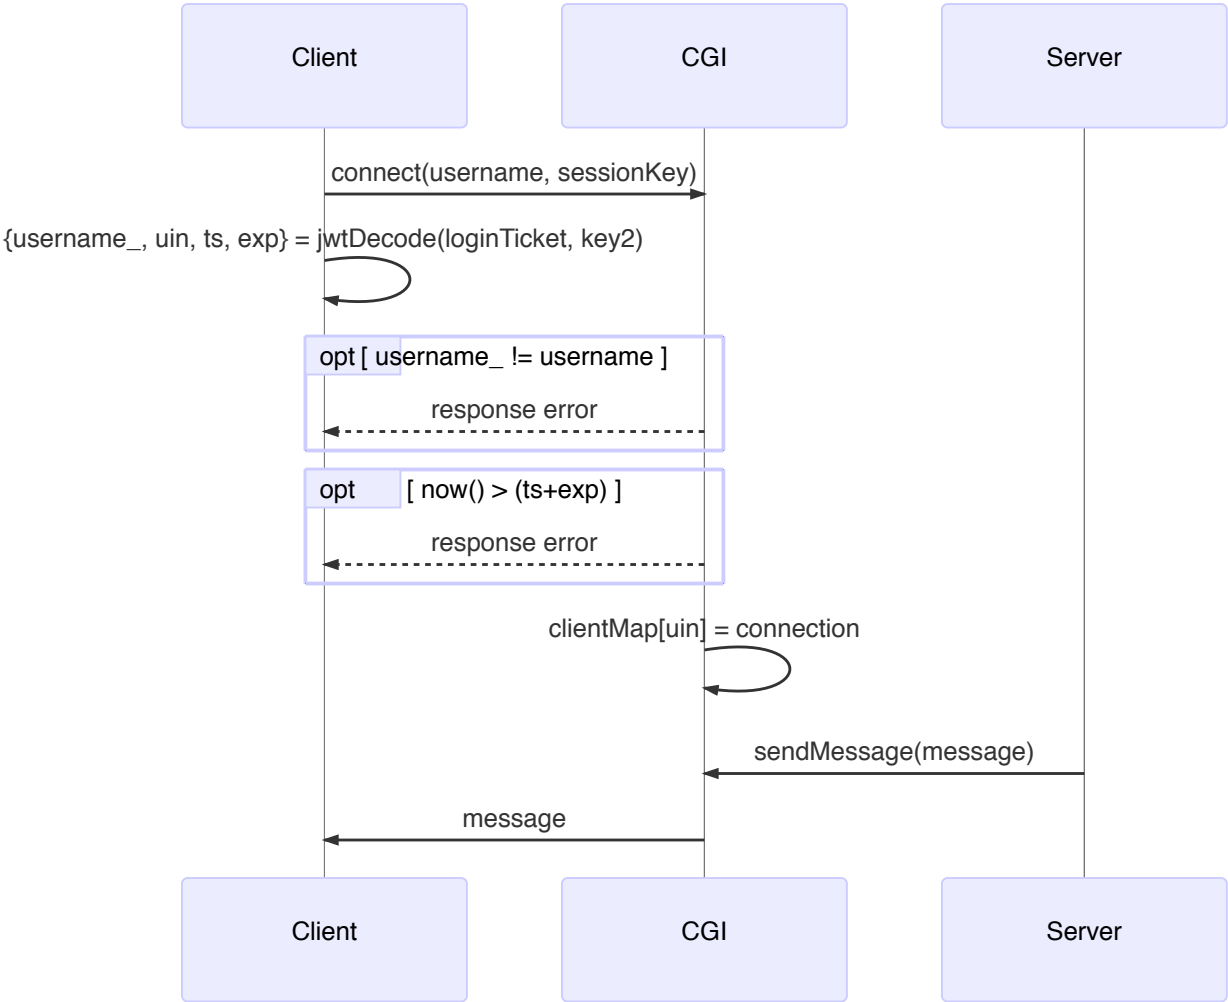 Client
CGI
Server
connect(username, sessionKey)
{username_, uin, ts, exp} = jwtDecode(loginTicket, key2)
opt [ username_ != username ]
response error
opt [ now() > (ts+exp) ]
response error
clientMap[uin] = connection
sendMessage(message)
message
Client
CGI
Server